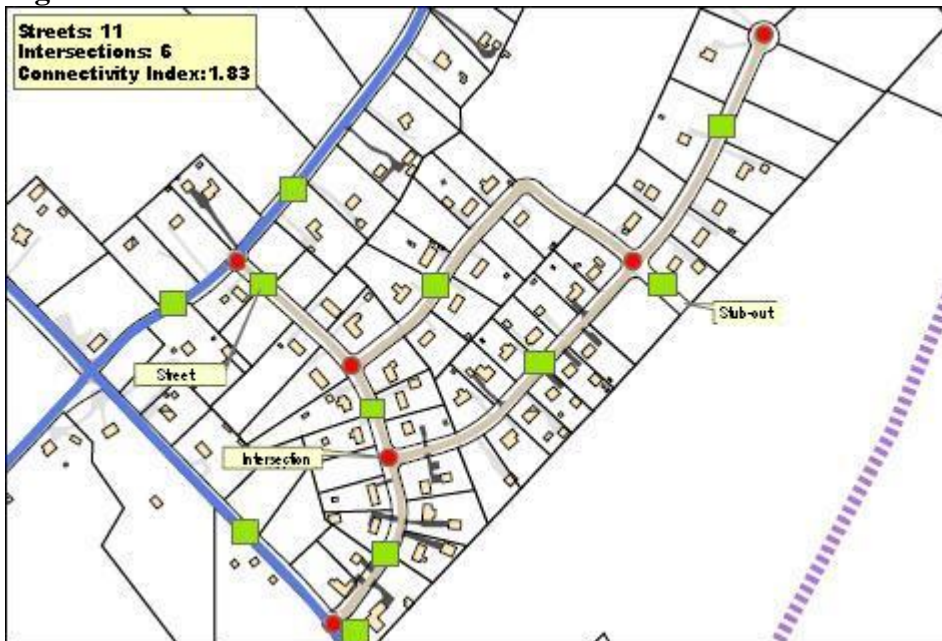 Streets: 11
Intersections: 6
Connectivity Index:1.83
Stub-out
Street
Intersection